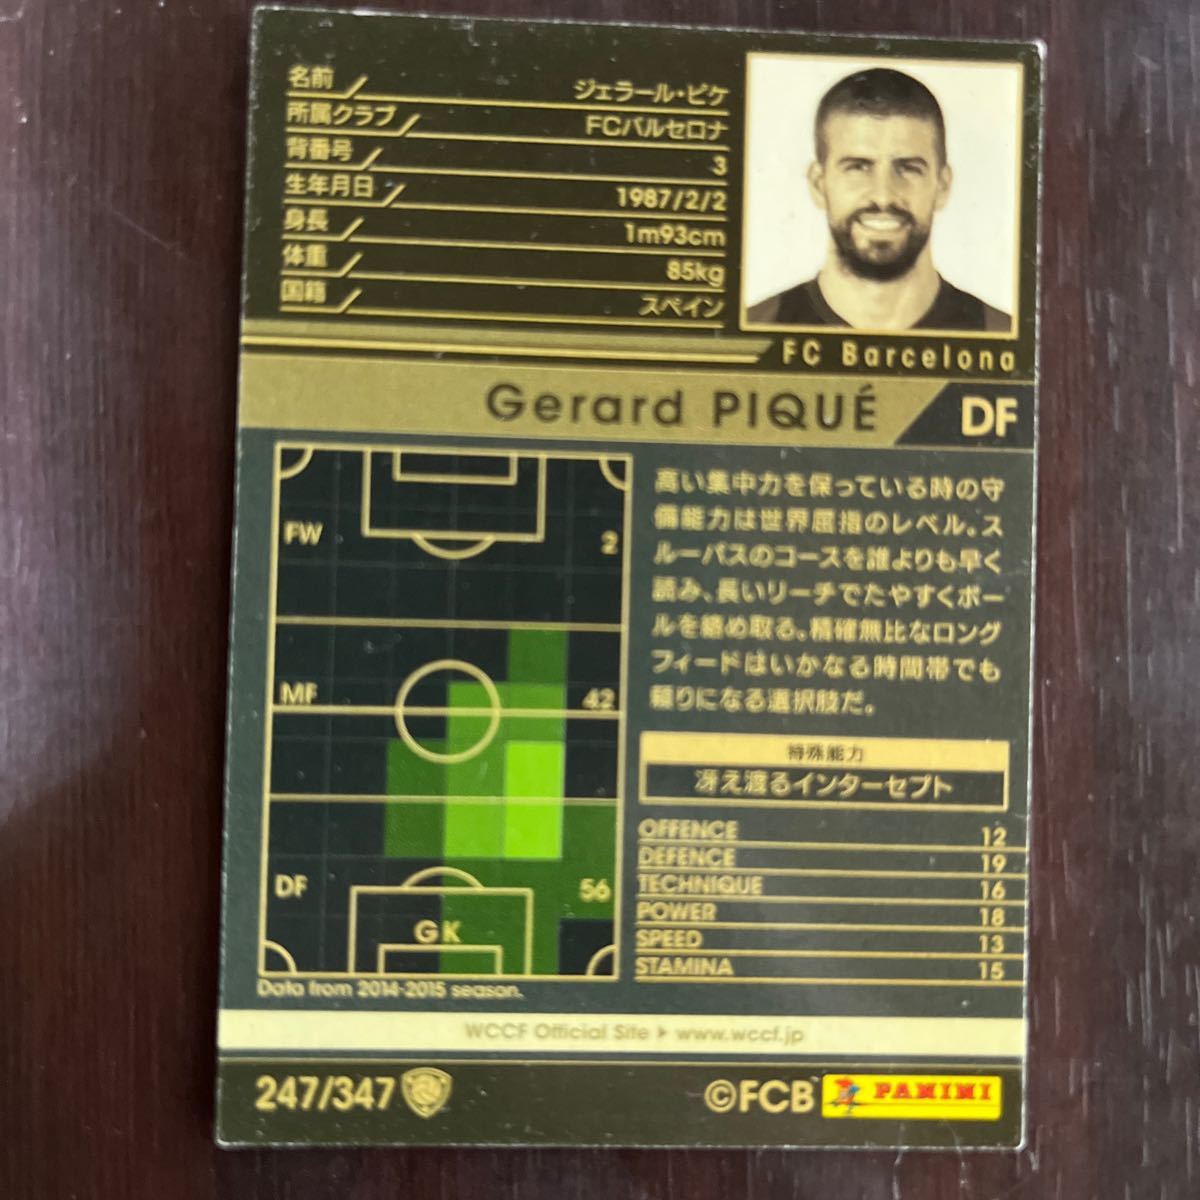 名前 ジェラール・ピケ
所属クラブ FCバルセロナ
背番号 3
生年月日 1987/2/2
身長 1m93cm
体重 85kg
国籍 スペイン
FC Barcelona
Gerard PIQUÉ DF
FW 2
MF 42
DF 56
GK
Data from 2014-2015 season.
高い集中力を保っている時の守
備能力は世界屈指のレベル。ス
ルーパスのコースを誰よりも早く
読み、長いリーチでたやすくボー
ルを絡め取る。精確無比なロング
フィードはいかなる時間帯でも
頼りになる選択肢だ。
特殊能力
冴え渡るインターセプト
OFFENCE 12
DEFENCE 19
TECHNIQUE 16
POWER 18
SPEED 13
STAMINA 15
WCCF Official Site ▶ www.wccf.jp
247/347
©FCB PANINI